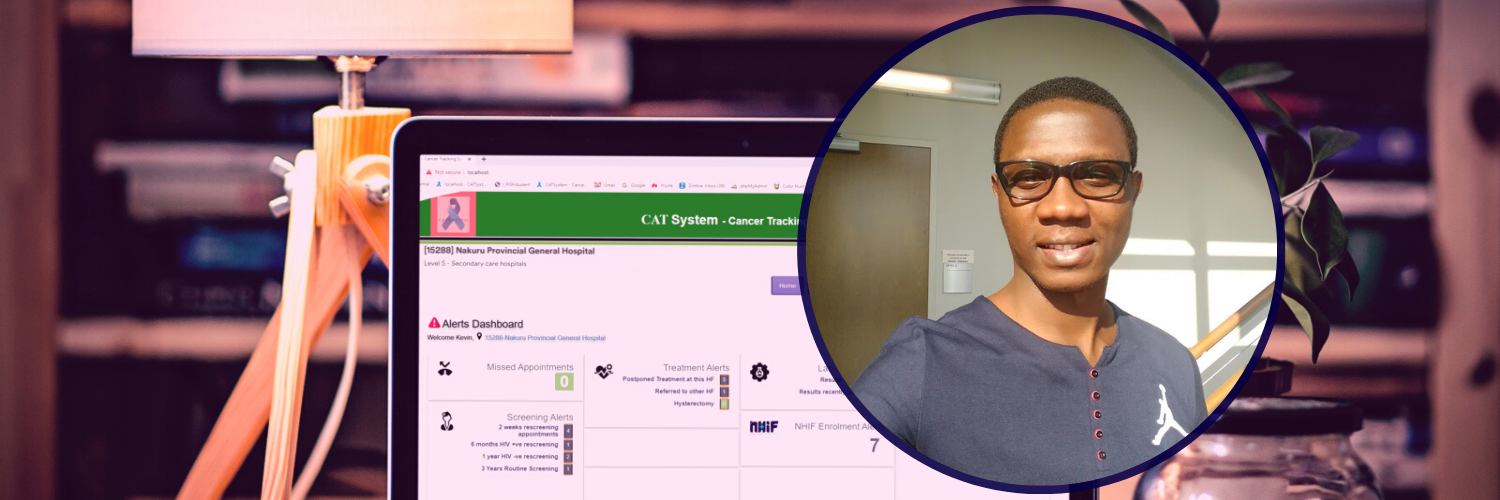 Cancer Tracking S
Not secure | localhost
CAT System - Cancer Trackin
[15288] Nakuru Provincial General Hospital
Level 5 - Secondary care hospitals
Home
Alerts Dashboard
Welcome Kevin, 15288-Nakuru Provincial General Hospital
Missed Appointments
0
Treatment Alerts
Postponed Treatment at this HF
Referred to other HF
Hysterectomy
La
Resu
Results recent
Screening Alerts
2 weeks rescreening
appointments 4
6 months HIV +ve rescreening 1
1 year HIV -ve rescreening 2
3 Years Routine Screening 1
NHIF NHIF Enrolment Ale
7